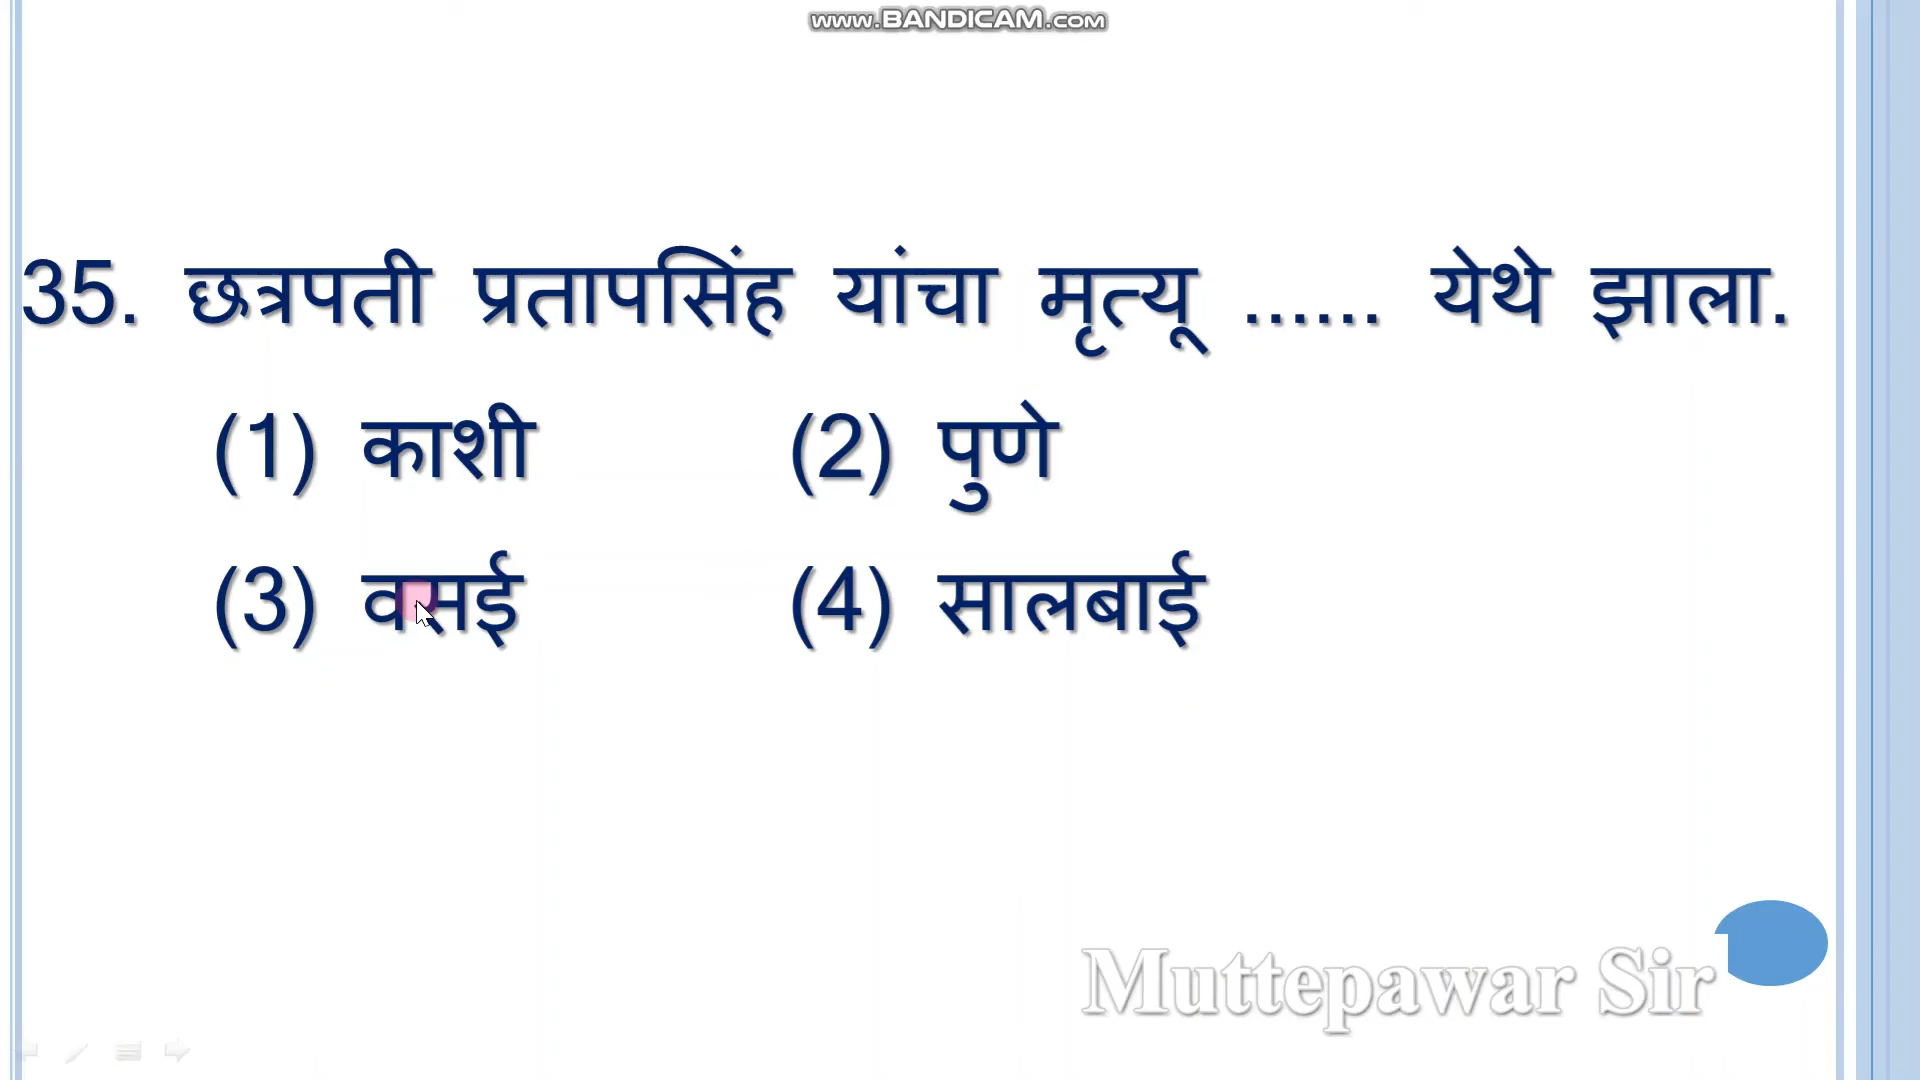 www.BANDICAM.com
35. छत्रपती प्रतापसिंह यांचा मृत्यू ...... येथे झाला.
(1) काशी (2) पुणे
(3) वसई (4) सालबाई
Muttepawar Sir